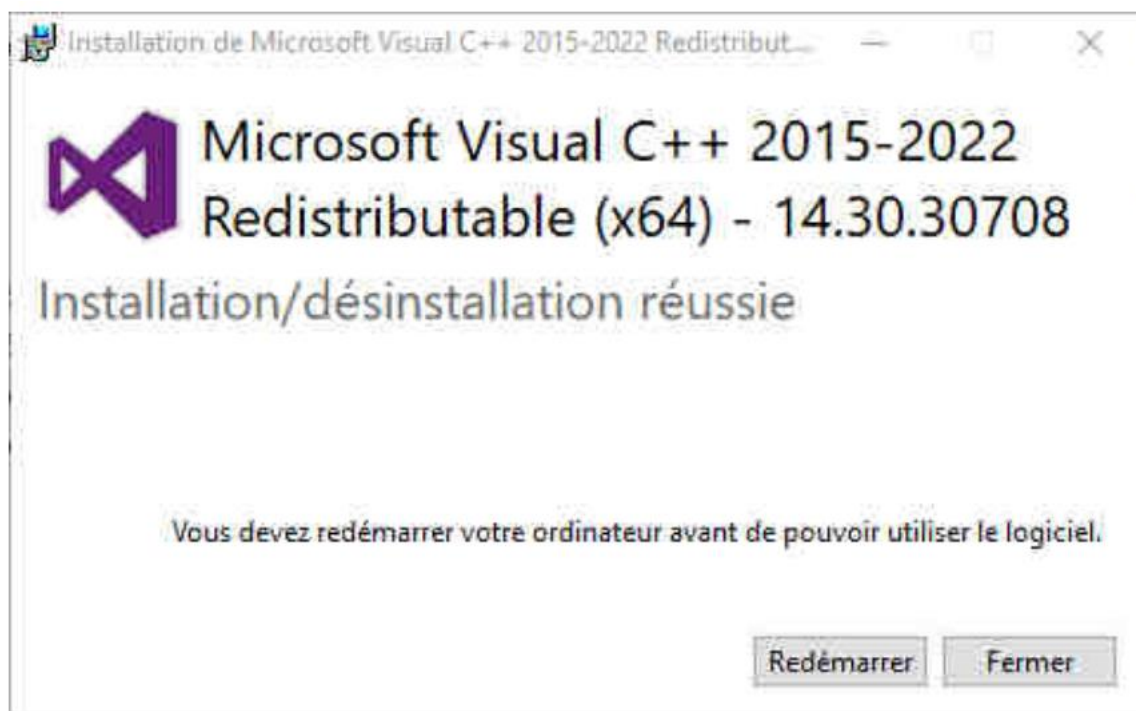 Installation de Microsoft Visual C++ 2015-2022 Redistribut...
Microsoft Visual C++ 2015-2022
Redistributable (x64) - 14.30.30708
Installation/désinstallation réussie
Vous devez redémarrer votre ordinateur avant de pouvoir utiliser le logiciel.
Redémarrer Fermer